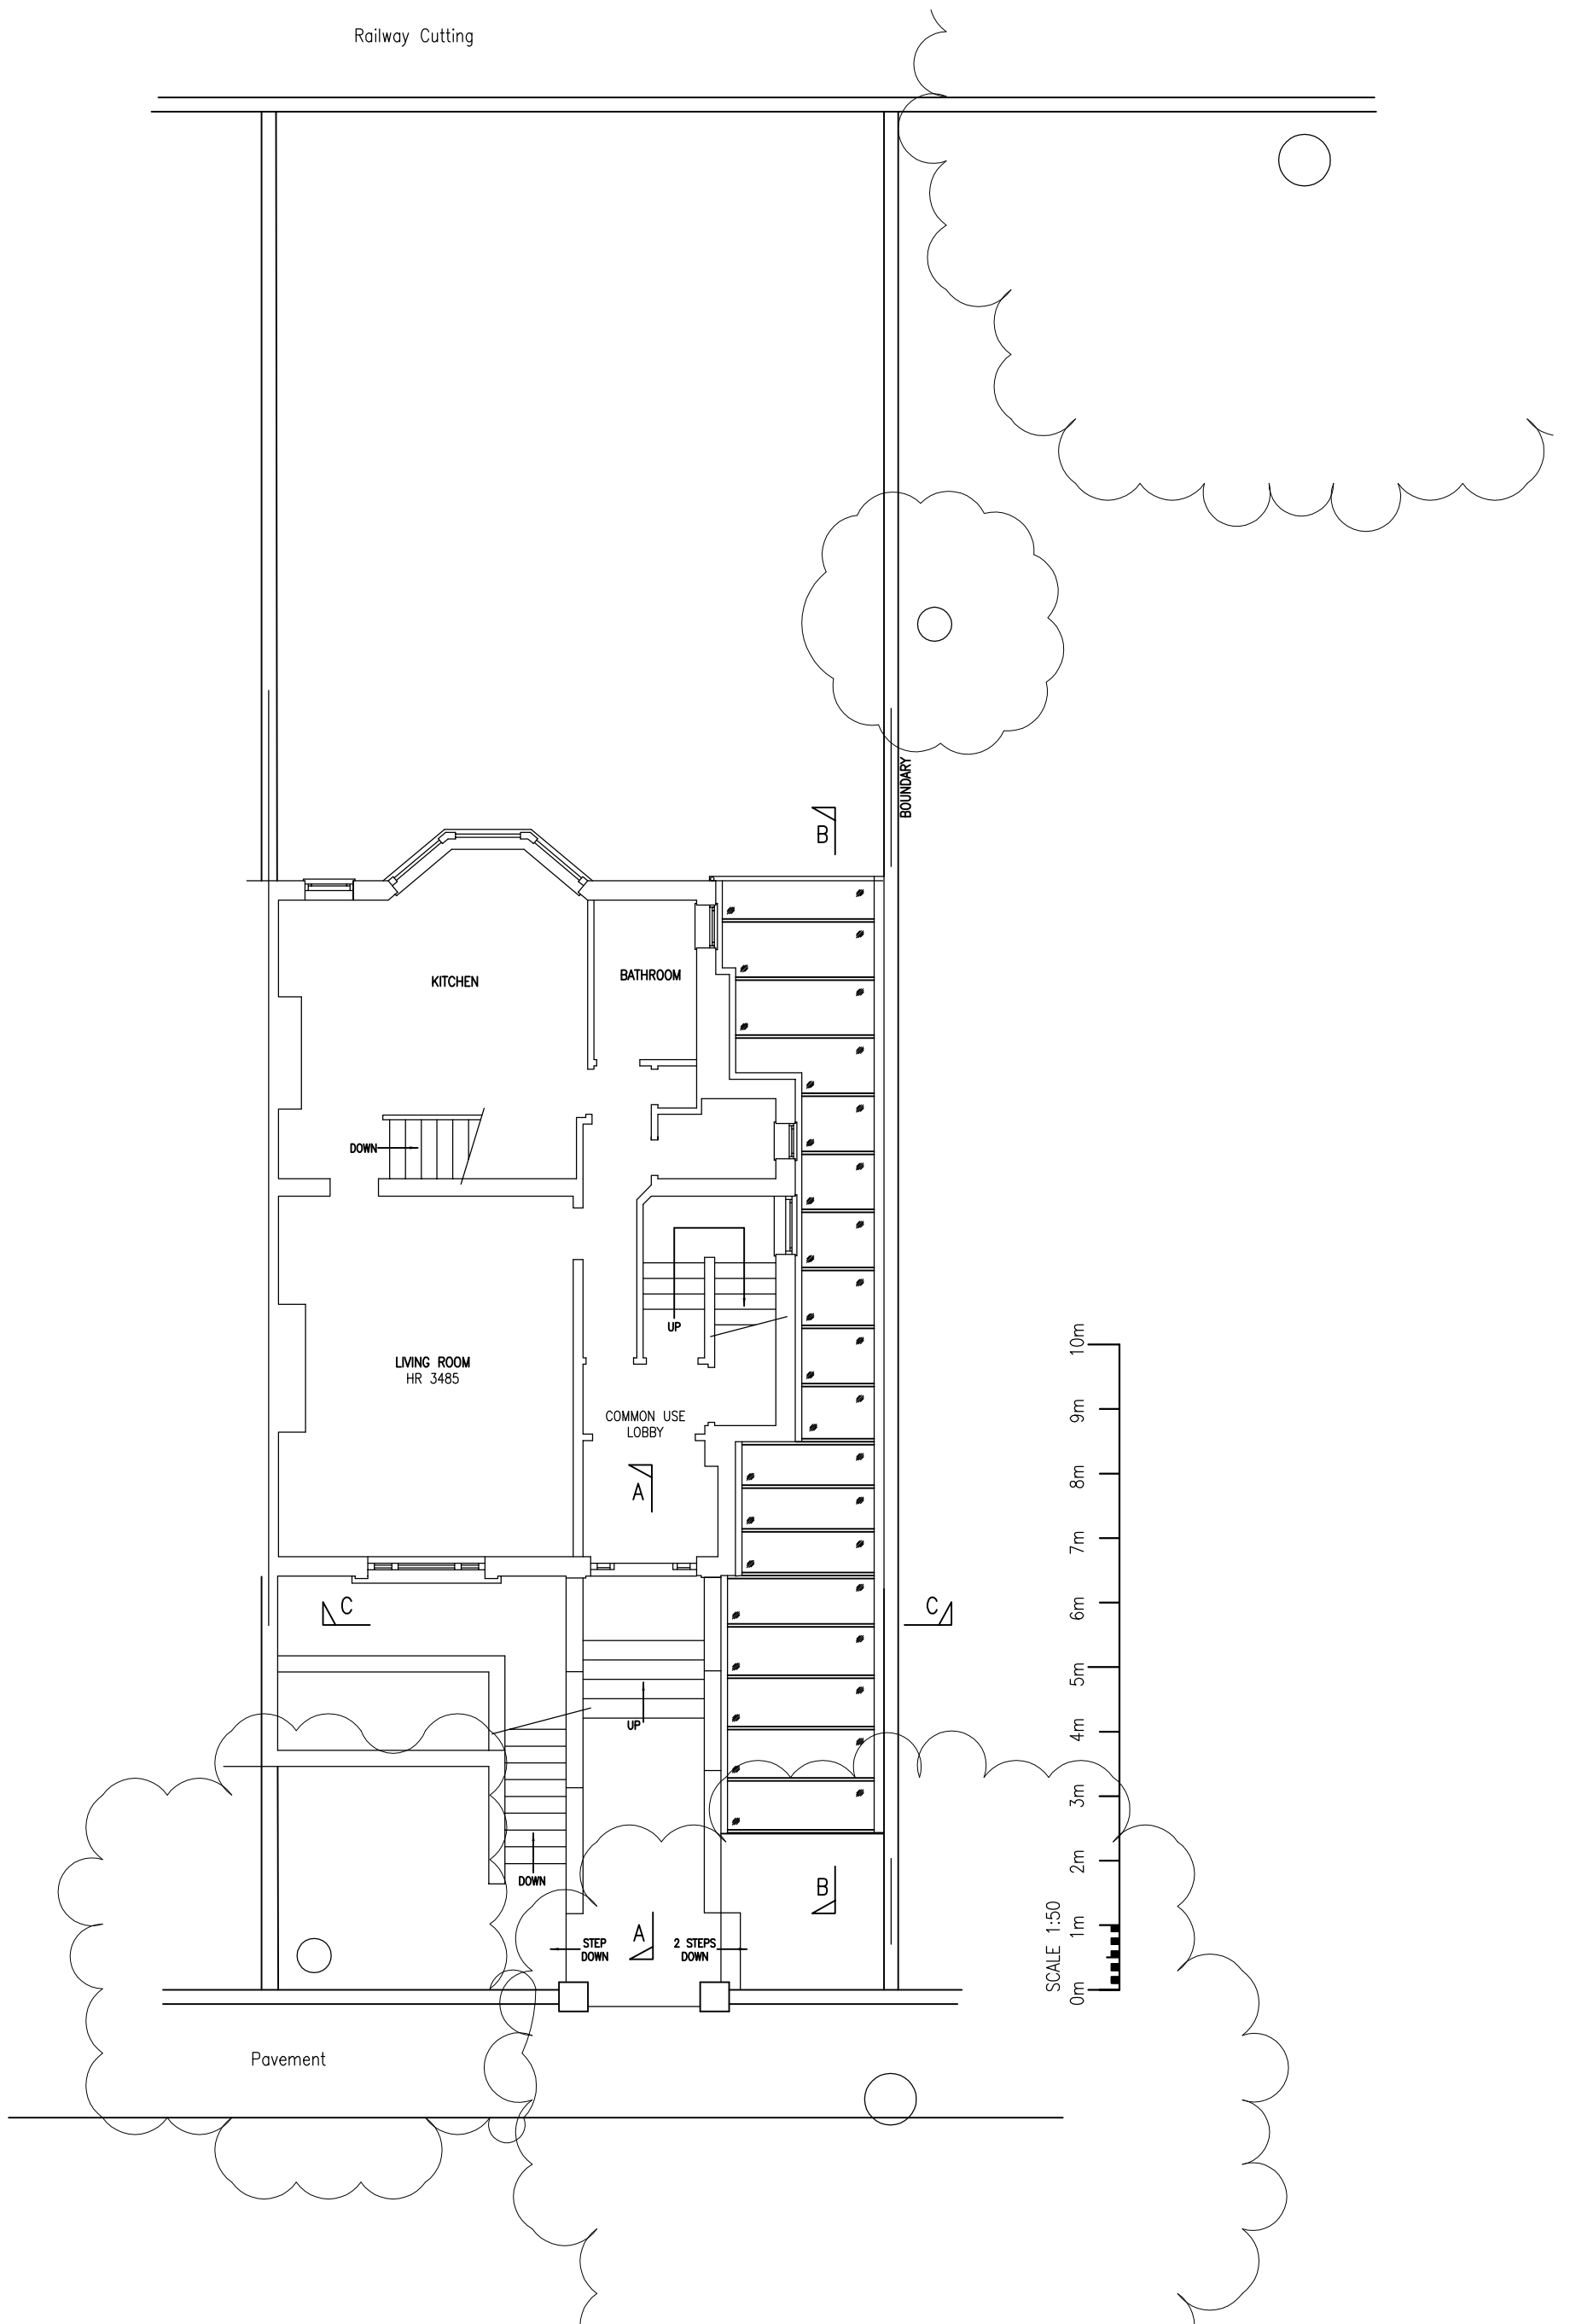 Railway Cutting
BOUNDARY
B
KITCHEN
BATHROOM
DOWN
UP
LIVING ROOM
HR 3485
COMMON USE
LOBBY
A
C
C
UP
DOWN
B
A
STEP
DOWN
2 STEPS
DOWN
Pavement
10m
9m
8m
7m
6m
5m
4m
3m
2m
1m
0m
SCALE 1:50